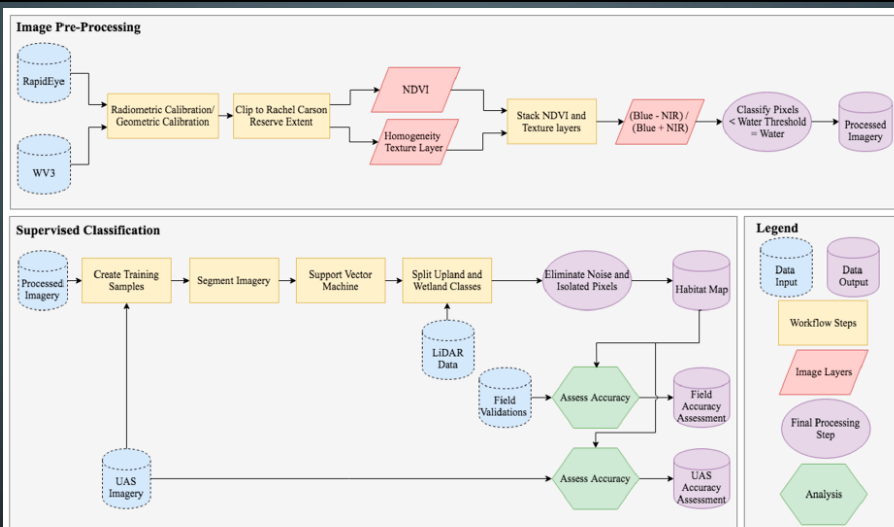 Image Pre-Processing
RapidEye
WV3
Radiometric Calibration/
Geometric Calibration
Clip to Rachel Carson
Reserve Extent
NDVI
Homogeneity
Texture Layer
Stack NDVI and
Texture layers
(Blue - NIR) /
(Blue + NIR)
Classify Pixels
< Water Threshold
= Water
Processed
Imagery
Supervised Classification
Processed
Imagery
Create Training
Samples
Segment Imagery
Support Vector
Machine
Split Upland and
Wetland Classes
Eliminate Noise and
Isolated Pixels
Habitat Map
LiDAR
Data
Field
Validations
Assess Accuracy
Field
Accuracy
Assessment
UAS
Imagery
Assess Accuracy
UAS
Accuracy
Assessment
Legend
Data
Input
Data
Output
Workflow Steps
Image Layers
Final Processing
Step
Analysis